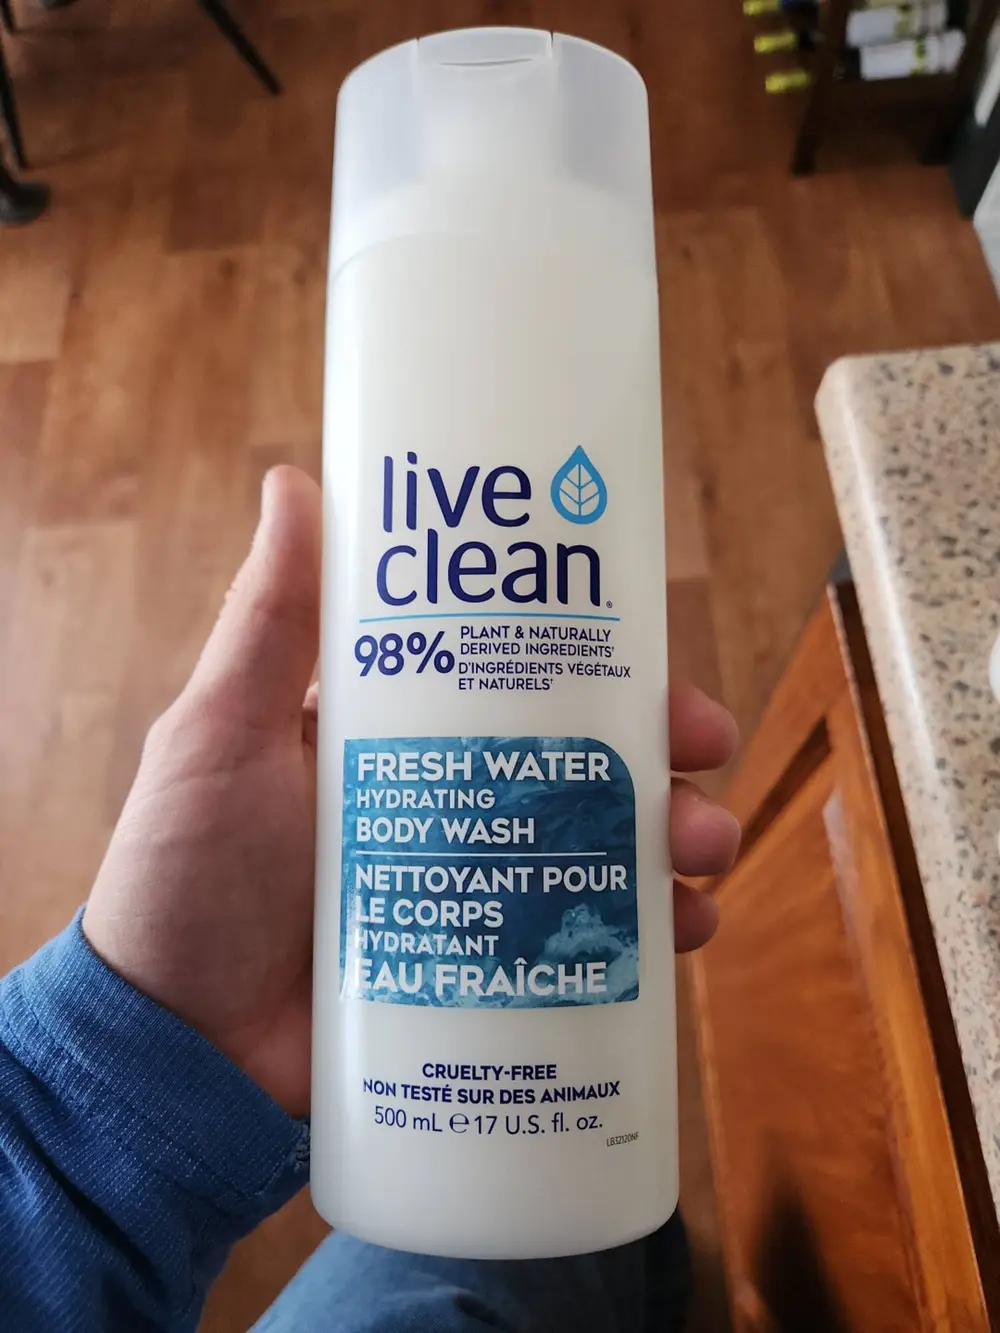 live
clean®
98%
PLANT & NATURALLY
DERIVED INGREDIENTS†
D'INGRÉDIENTS VÉGÉTAUX
ET NATURELS†
FRESH WATER
HYDRATING
BODY WASH
NETTOYANT POUR
LE CORPS
HYDRATANT
EAU FRAÎCHE
CRUELTY-FREE
NON TESTÉ SUR DES ANIMAUX
500 mL ℮ 17 U.S. fl. oz.
LB32120NF